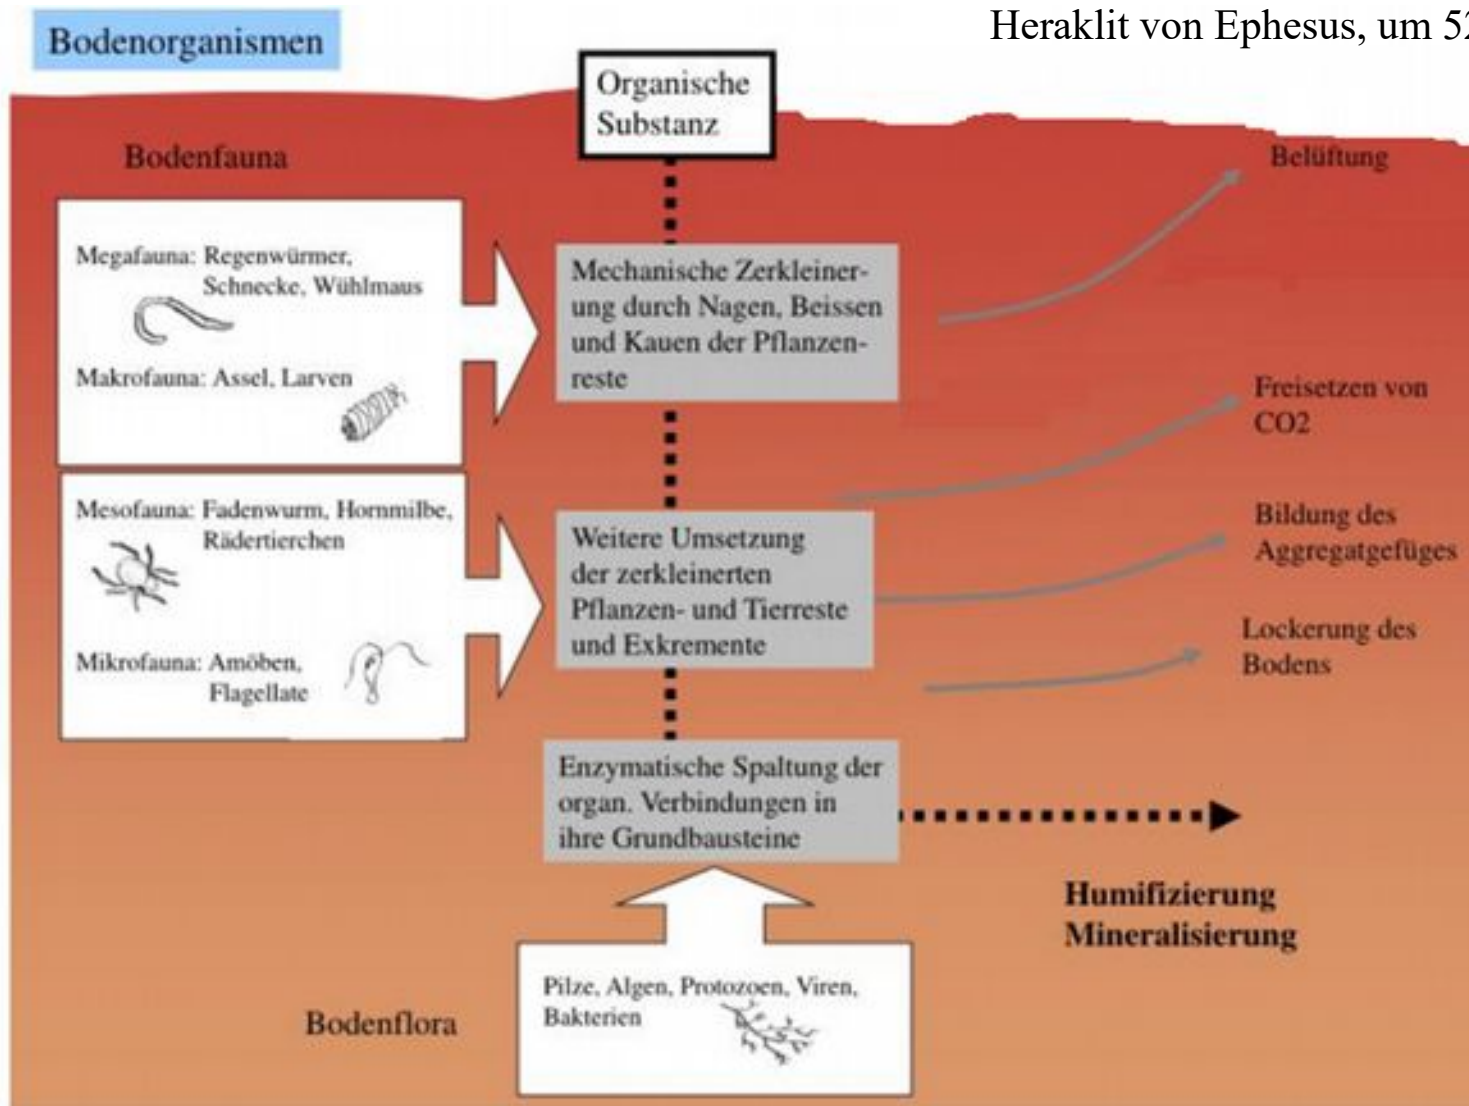 Heraklit von Ephesus, um 52
Bodenorganismen
Organische
Substanz
Bodenfauna
Belüftung
Megafauna: Regenwürmer,
Schnecke, Wühlmaus
Makrofauna: Assel, Larven
Mechanische Zerkleiner-
ung durch Nagen, Beissen
und Kauen der Pflanzen-
reste
Freisetzen von
CO2
Mesofauna: Fadenwurm, Hornmilbe,
Rädertierchen
Mikrofauna: Amöben,
Flagellate
Weitere Umsetzung
der zerkleinerten
Pflanzen- und Tierreste
und Exkremente
Bildung des
Aggregatgefüges
Lockerung des
Bodens
Enzymatische Spaltung der
organ. Verbindungen in
ihre Grundbausteine
Humifizierung
Mineralisierung
Bodenflora
Pilze, Algen, Protozoen, Viren,
Bakterien